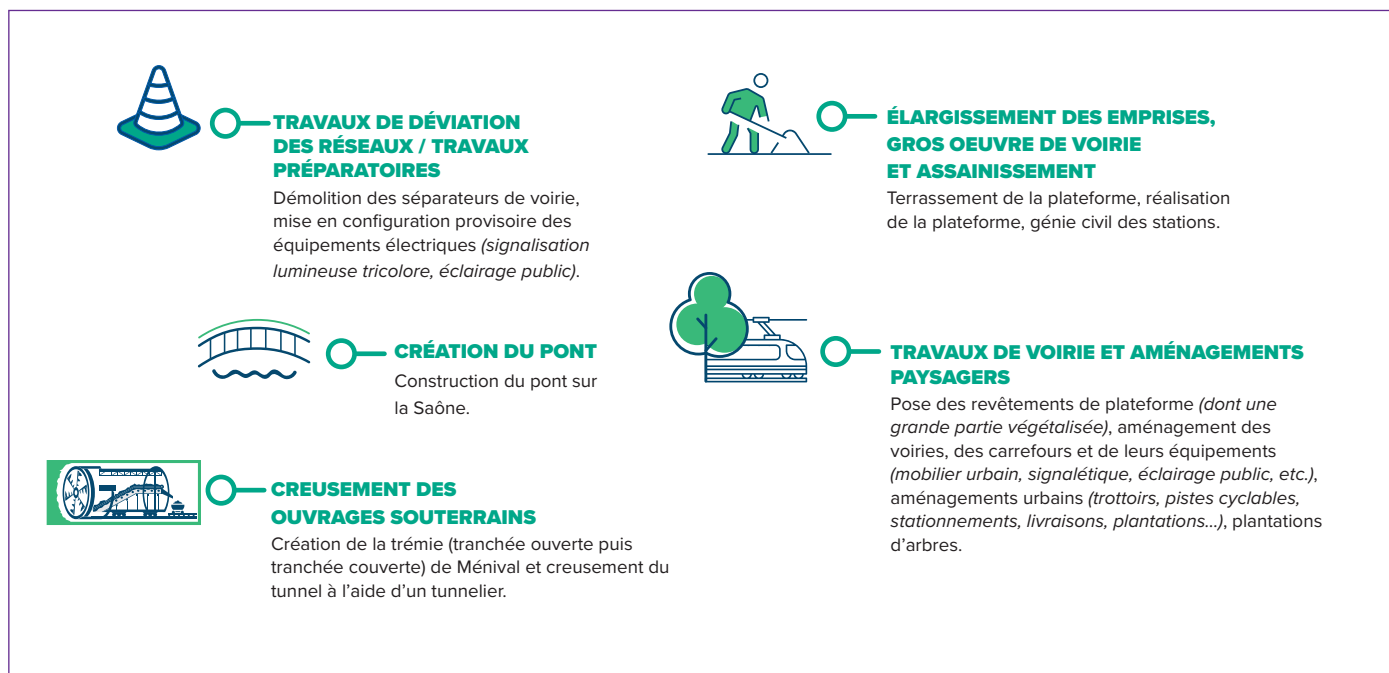 TRAVAUX DE DÉVIATION
DES RÉSEAUX / TRAVAUX
PRÉPARATOIRES
Démolition des séparateurs de voirie,
mise en configuration provisoire des
équipements électriques (signalisation
lumineuse tricolore, éclairage public).
CRÉATION DU PONT
Construction du pont sur
la Saône.
CREUSEMENT DES
OUVRAGES SOUTERRAINS
Création de la trémie (tranchée ouverte puis
tranchée couverte) de Ménival et creusement du
tunnel à l’aide d’un tunnelier.
ÉLARGISSEMENT DES EMPRISES,
GROS OEUVRE DE VOIRIE
ET ASSAINISSEMENT
Terrassement de la plateforme, réalisation
de la plateforme, génie civil des stations.
TRAVAUX DE VOIRIE ET AMÉNAGEMENTS
PAYSAGERS
Pose des revêtements de plateforme (dont une
grande partie végétalisée), aménagement des
voiries, des carrefours et de leurs équipements
(mobilier urbain, signalétique, éclairage public, etc.),
aménagements urbains (trottoirs, pistes cyclables,
stationnements, livraisons, plantations...), plantations
d’arbres.